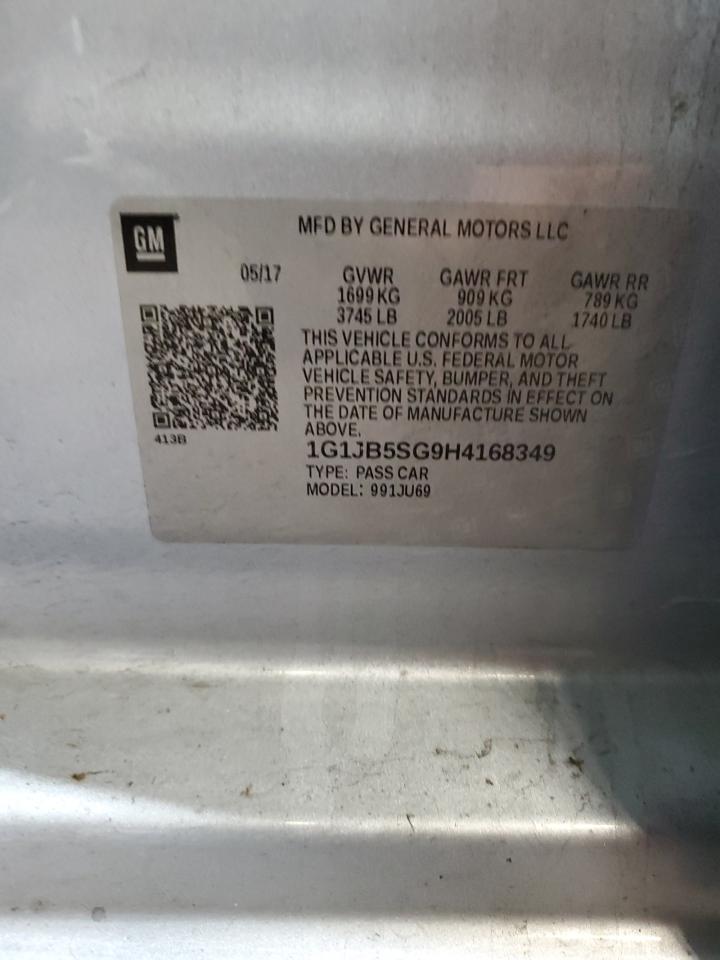 GM
MFD BY GENERAL MOTORS LLC
05/17 GVWR GAWR FRT GAWR RR
1699 KG 909 KG 789 KG
3745 LB 2005 LB 1740 LB
THIS VEHICLE CONFORMS TO ALL
APPLICABLE U.S. FEDERAL MOTOR
VEHICLE SAFETY, BUMPER, AND THEFT
PREVENTION STANDARDS IN EFFECT ON
THE DATE OF MANUFACTURE SHOWN
ABOVE.
413B
1G1JB5SG9H4168349
TYPE: PASS CAR
MODEL: 991JU69